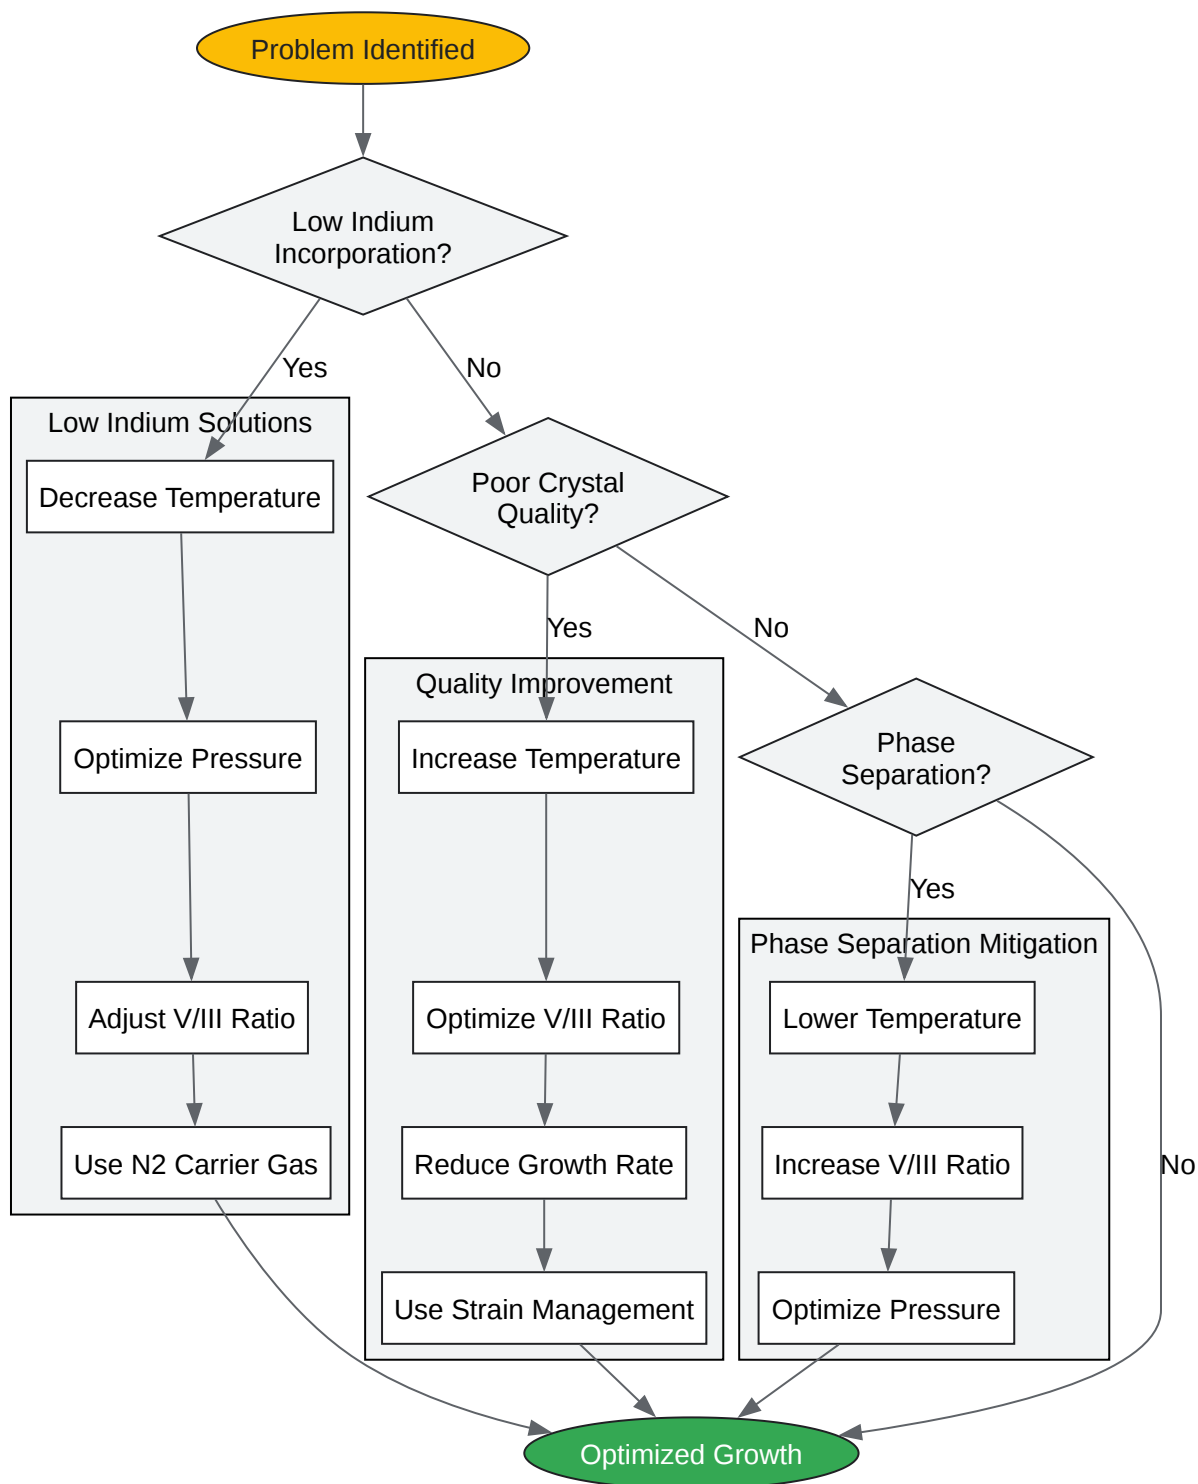 Problem Identified
Low Indium
Incorporation?
Yes
No
Low Indium Solutions
Decrease Temperature
Optimize Pressure
Adjust V/III Ratio
Use N2 Carrier Gas
Poor Crystal
Quality?
Yes
No
Quality Improvement
Increase Temperature
Optimize V/III Ratio
Reduce Growth Rate
Use Strain Management
Phase
Separation?
Yes
No
Phase Separation Mitigation
Lower Temperature
Increase V/III Ratio
Optimize Pressure
Optimized Growth